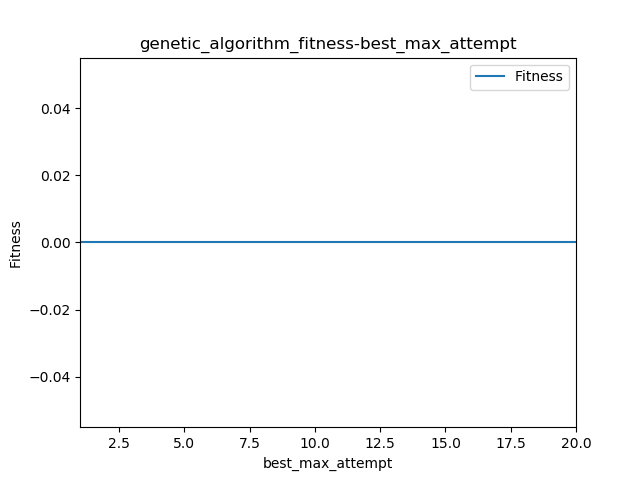 genetic_algorithm_fitness-best_max_attempt
Fitness
0.04
0.02
0.00
−0.02
−0.04
Fitness
2.5 5.0 7.5 10.0 12.5 15.0 17.5 20.0
best_max_attempt